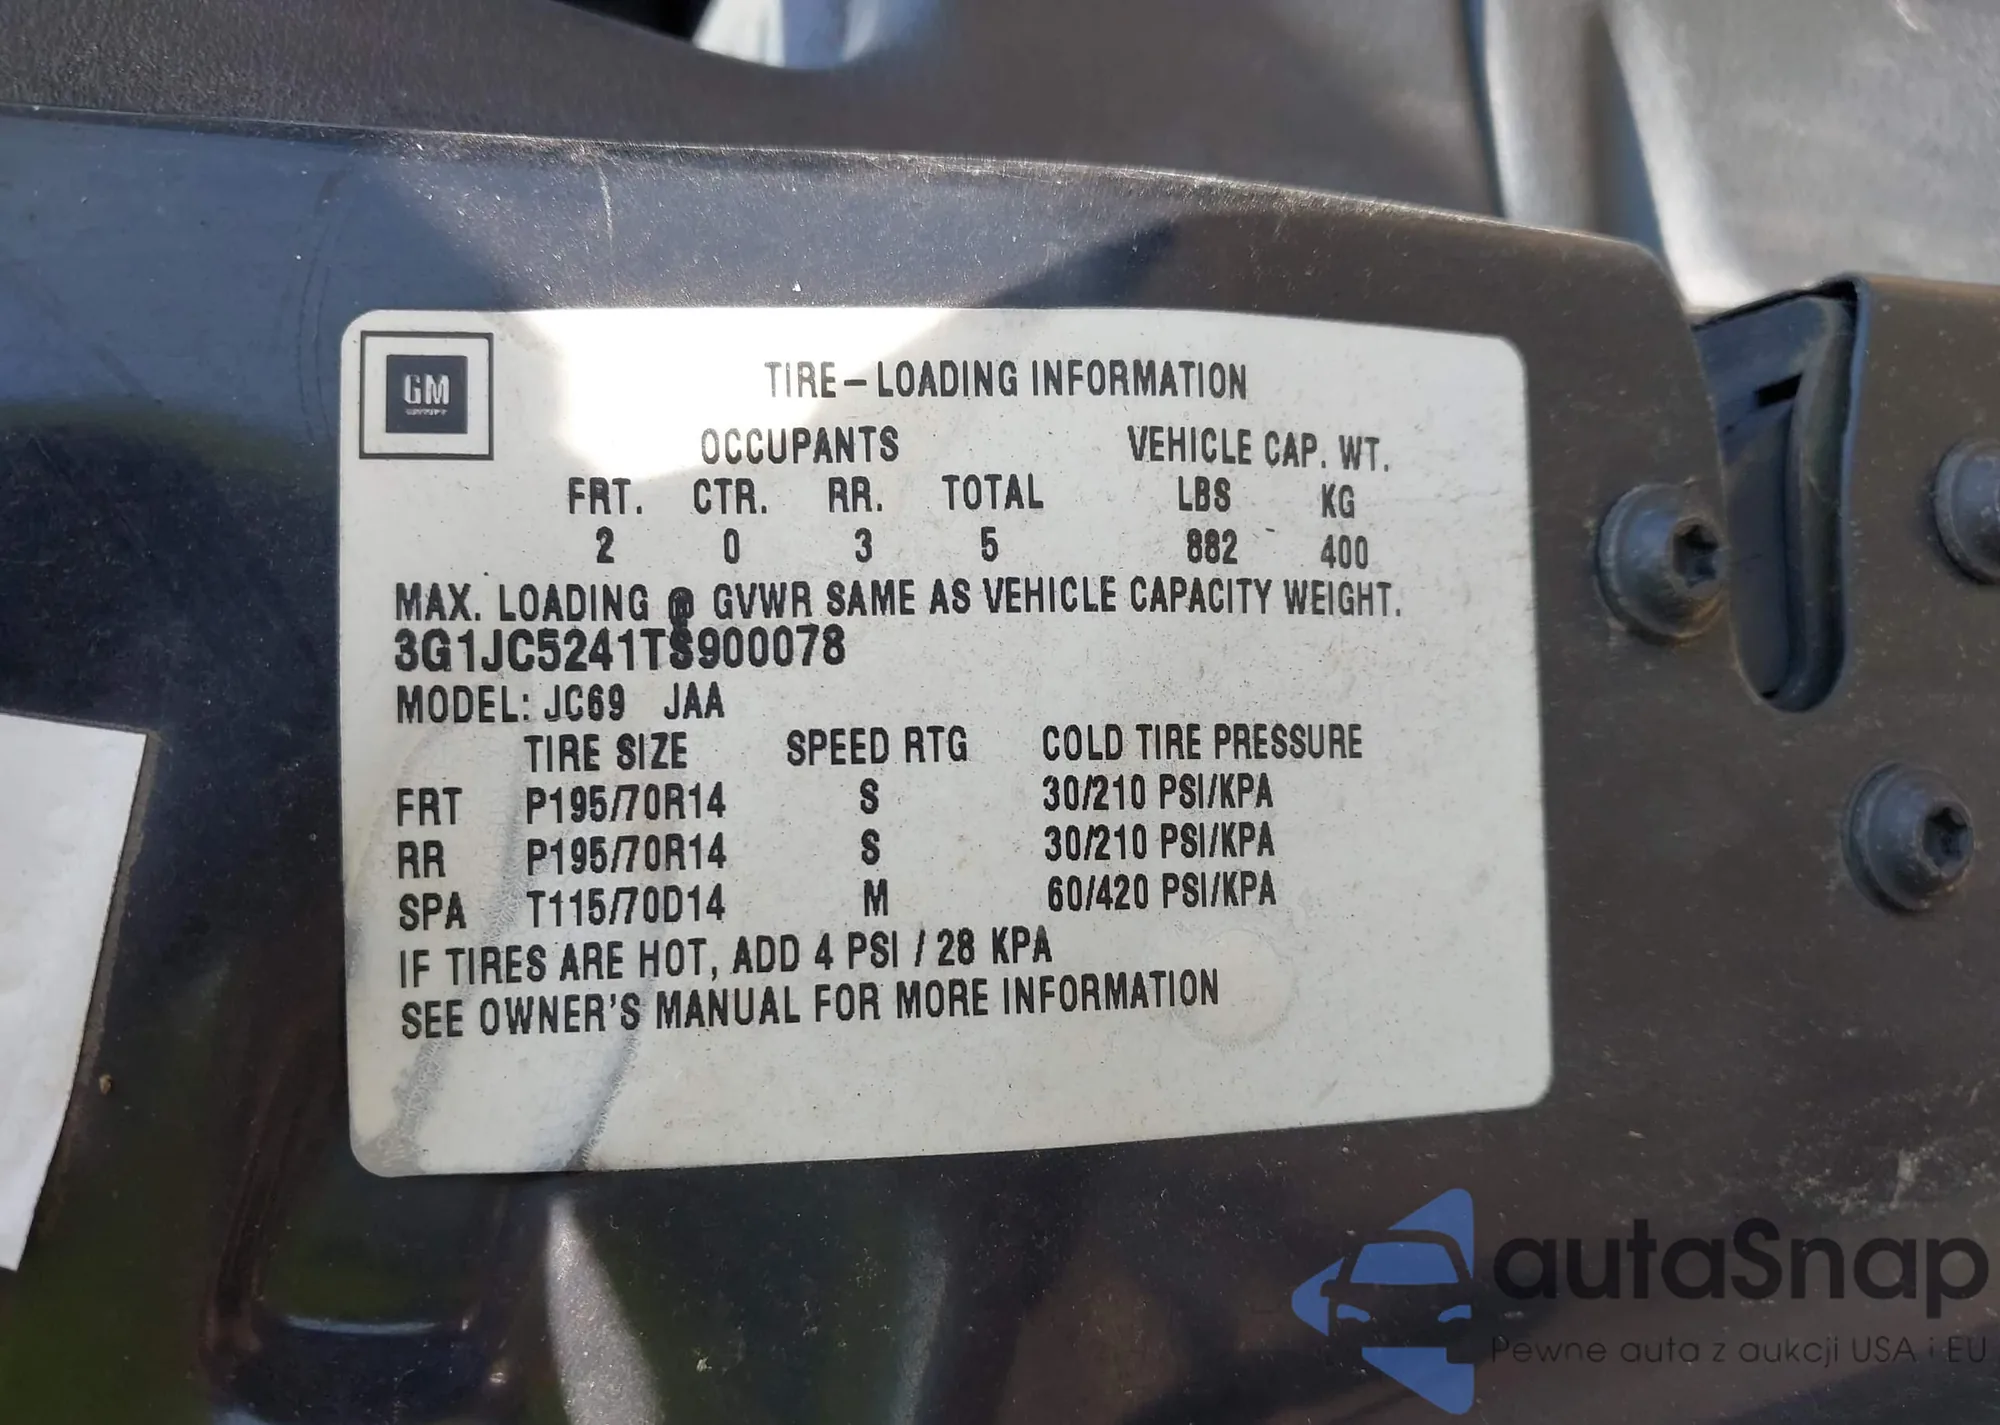 GM
TIRE-LOADING INFORMATION
OCCUPANTS VEHICLE CAP. WT.
FRT. CTR. RR. TOTAL LBS KG
2 0 3 5 882 400
MAX. LOADING @ GVWR SAME AS VEHICLE CAPACITY WEIGHT.
3G1JC5241TS900078
MODEL: JC69 JAA
TIRE SIZE SPEED RTG COLD TIRE PRESSURE
FRT P195/70R14 S 30/210 PSI/KPA
RR P195/70R14 S 30/210 PSI/KPA
SPA T115/70D14 M 60/420 PSI/KPA
IF TIRES ARE HOT, ADD 4 PSI / 28 KPA
SEE OWNER'S MANUAL FOR MORE INFORMATION
autaSnap
Pewne auta z aukcji USA i EU